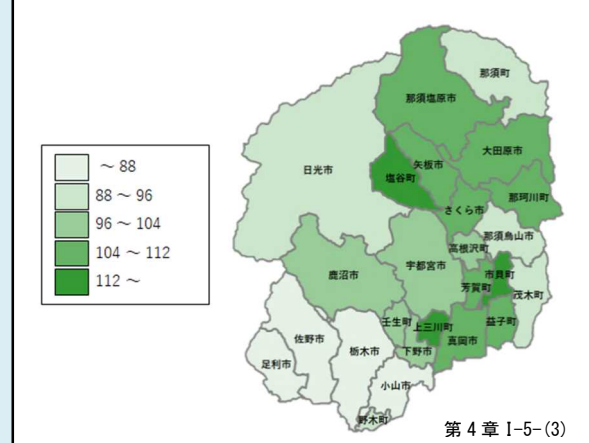 ～ 88
88 ～ 96
96 ～ 104
104 ～ 112
112 ～
那須町
那須塩原市
大田原市
日光市
矢板市
塩谷町
那珂川町
さくら市
那須烏山市
高根沢町
宇都宮市
鹿沼市
市貝町
芳賀町
茂木町
壬生町
上三川町
益子町
真岡市
下野市
佐野市
栃木市
足利市
小山市
野木町
第４章 Ⅰ-5-(3)